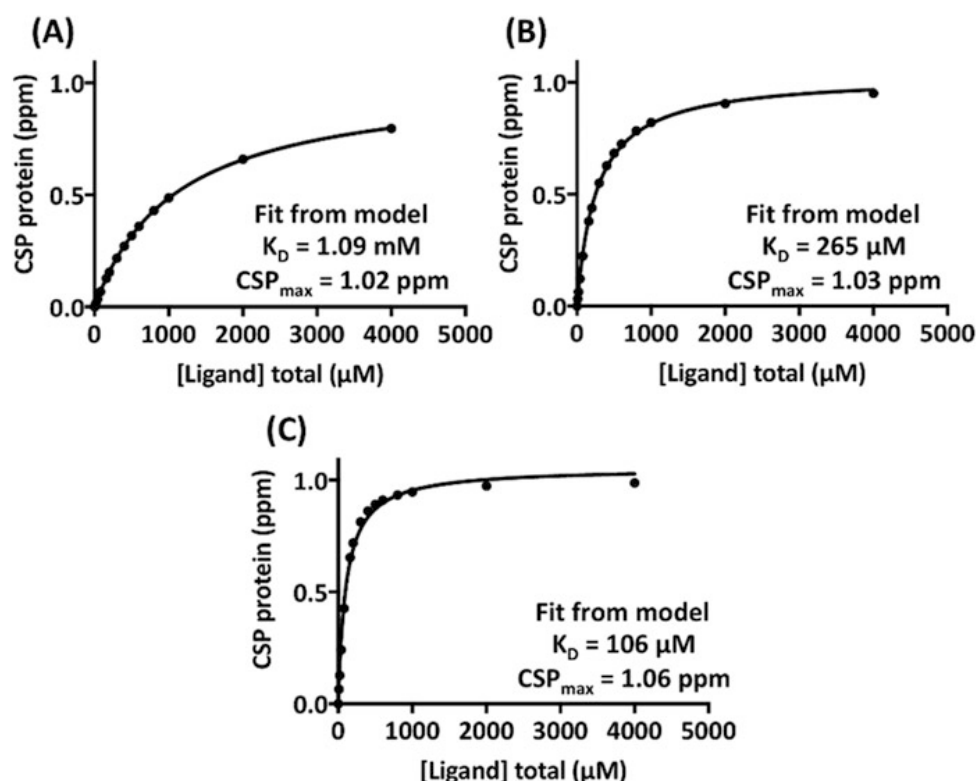 (A)
CSP protein (ppm)
1.0
0.5
0.0
Fit from model
K_D = 1.09 mM
CSP_max = 1.02 ppm
0 1000 2000 3000 4000 5000
[Ligand] total (μM)
(B)
CSP protein (ppm)
1.0
0.5
0.0
Fit from model
K_D = 265 μM
CSP_max = 1.03 ppm
0 1000 2000 3000 4000 5000
[Ligand] total (μM)
(C)
CSP protein (ppm)
1.0
0.5
0.0
Fit from model
K_D = 106 μM
CSP_max = 1.06 ppm
0 1000 2000 3000 4000 5000
[Ligand] total (μM)